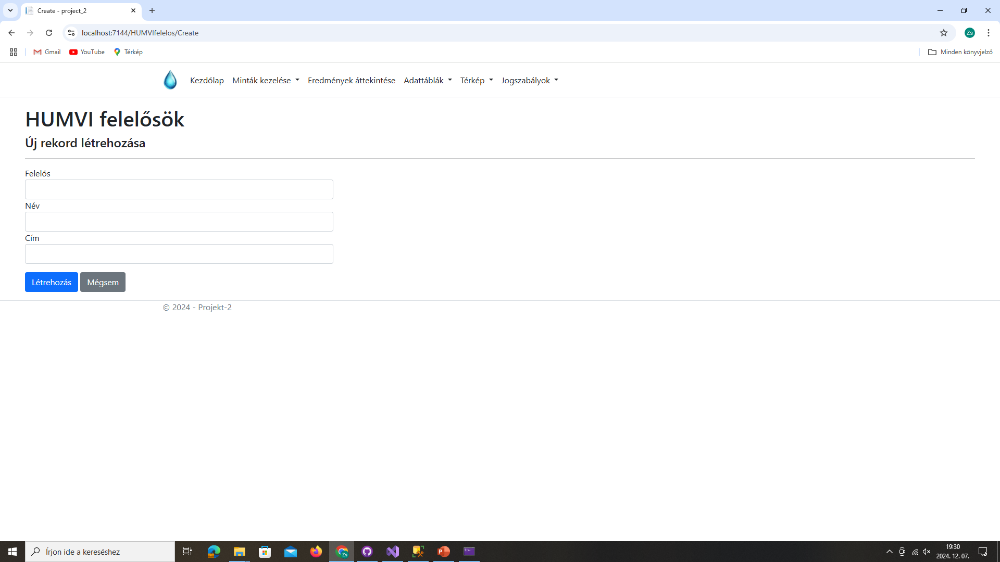 Create - project_2
localhost:7144/HUMVIfelelos/Create
Zs
Gmail
YouTube
Térkép
Minden könyvjelző
Kezdőlap
Minták kezelése
Eredmények áttekintése
Adattáblák
Térkép
Jogszabályok
HUMVI felelősök
Új rekord létrehozása
Felelős
Név
Cím
Létrehozás
Mégsem
© 2024 - Projekt-2
Írjon ide a kereséshez
Zs
19:30
2024. 12. 07.